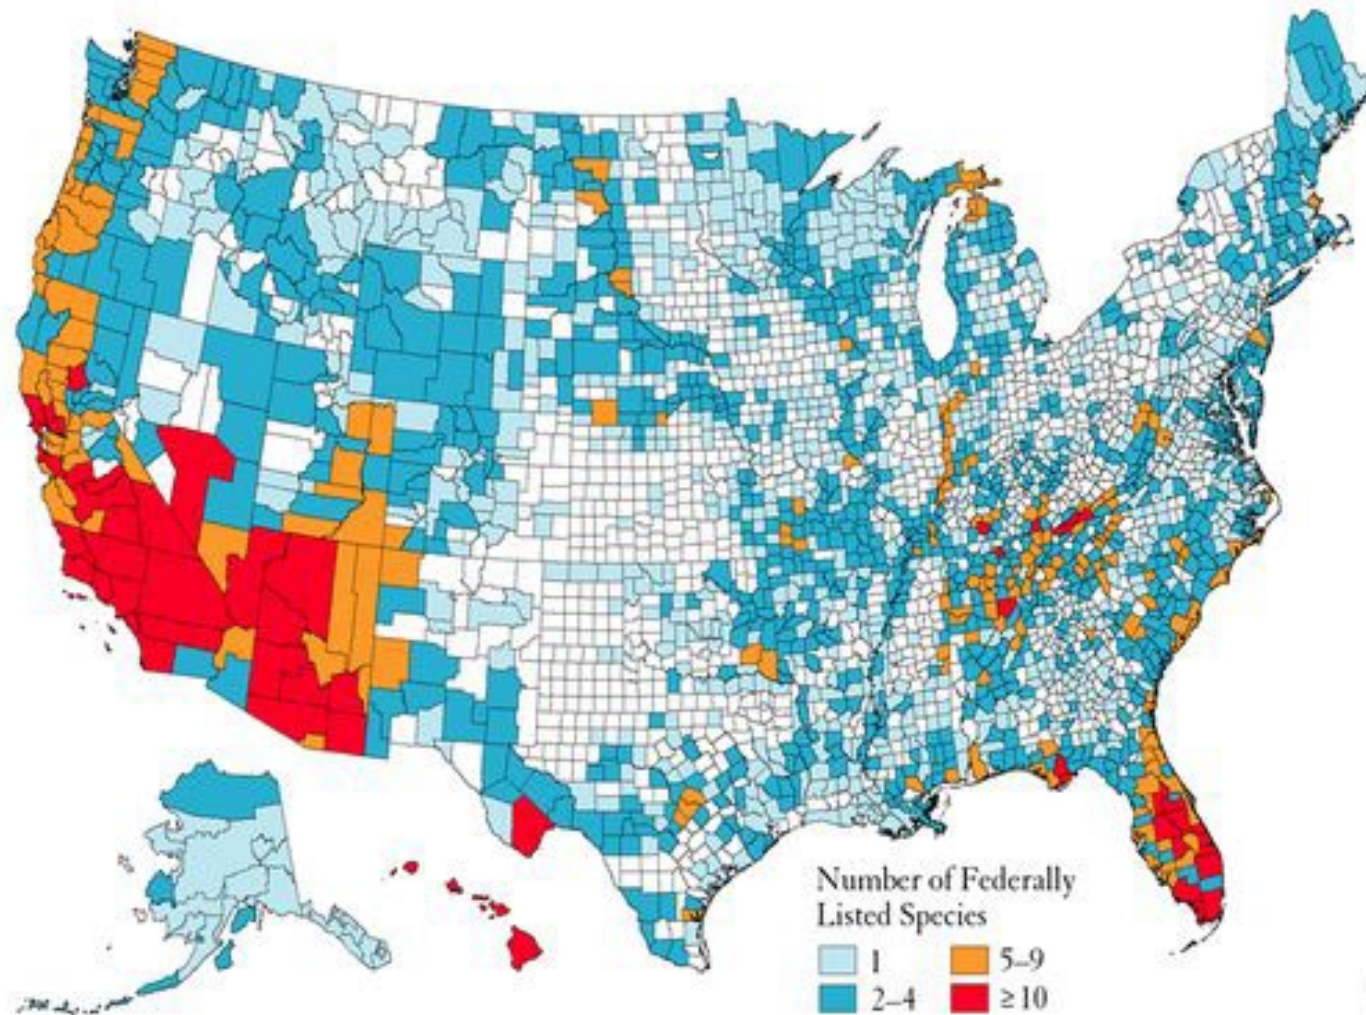 Number of Federally
Listed Species
1
5–9
2–4
≥10